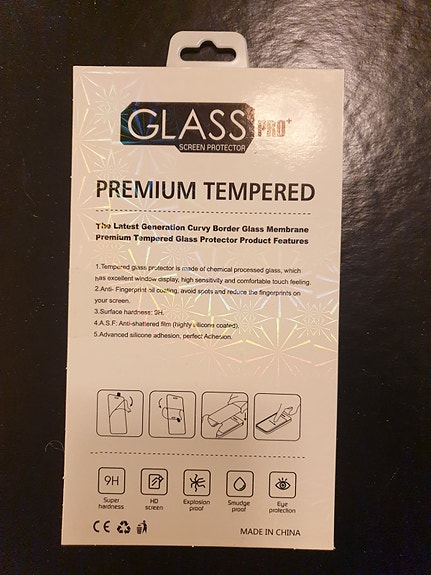 GLASS PRO+
SCREEN PROTECTOR
PREMIUM TEMPERED
The Latest Generation Curvy Border Glass Membrane
Premium Tempered Glass Protector Product Features
1.Tempered glass protector is made of chemical processed glass, which
has excellent window display, high sensitivity and comfortable touch feeling.
2.Anti- Fingerprint oil coating, avoid spots and reduce the fingerprints on
your screen.
3.Surface hardness: 9H.
4.A.S.F: Anti-shattered film (highly silicone coated).
5.Advanced silicone adhesion, perfect Achesion.
9H
Super
hardness
HD
screen
Explosion
proof
Smudge
proof
Eye
protection
CE
MADE IN CHINA